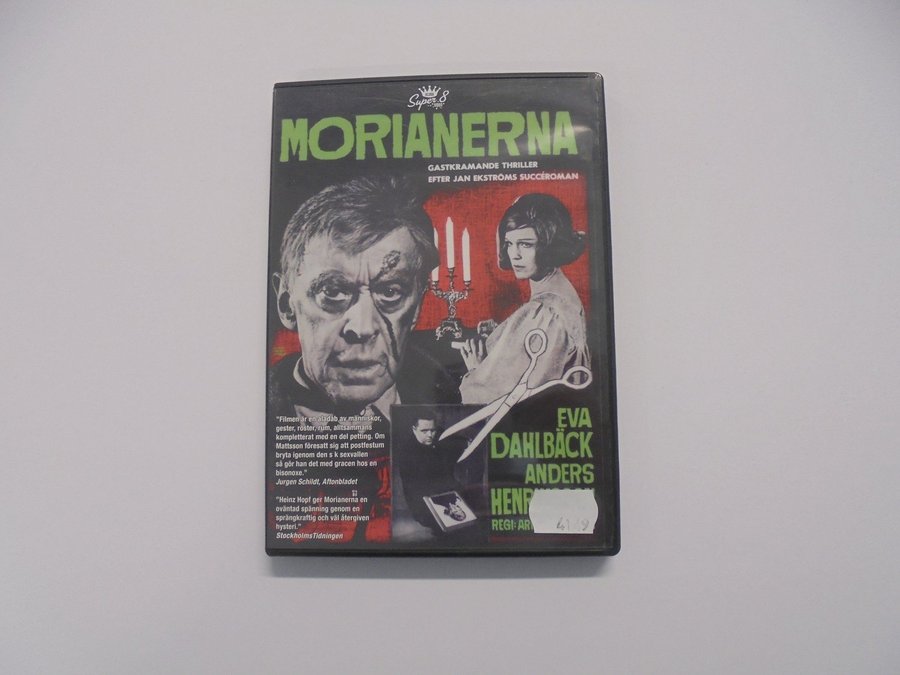 Super 8
MORIANERNA
GASTKRAMANDE THRILLER
EFTER JAN EKSTRÖMS SUCCÉROMAN
"Filmen är en aladåb av människor,
gester, röster, rum, alltsammans
kompletterat med en del petting. Om
Mattsson föresatt sig att postfestum
bryta igenom den s k sexvallen
så gör han det med gracen hos en
bisonoxe."
Jurgen Schildt, Aftonbladet
"Heinz Hopf ger Morianerna en
oväntad spänning genom en
språngkraftig och väl återgiven
hysteri."
StockholmsTidningen
EVA
DAHLBÄCK
ANDERS
REGI: